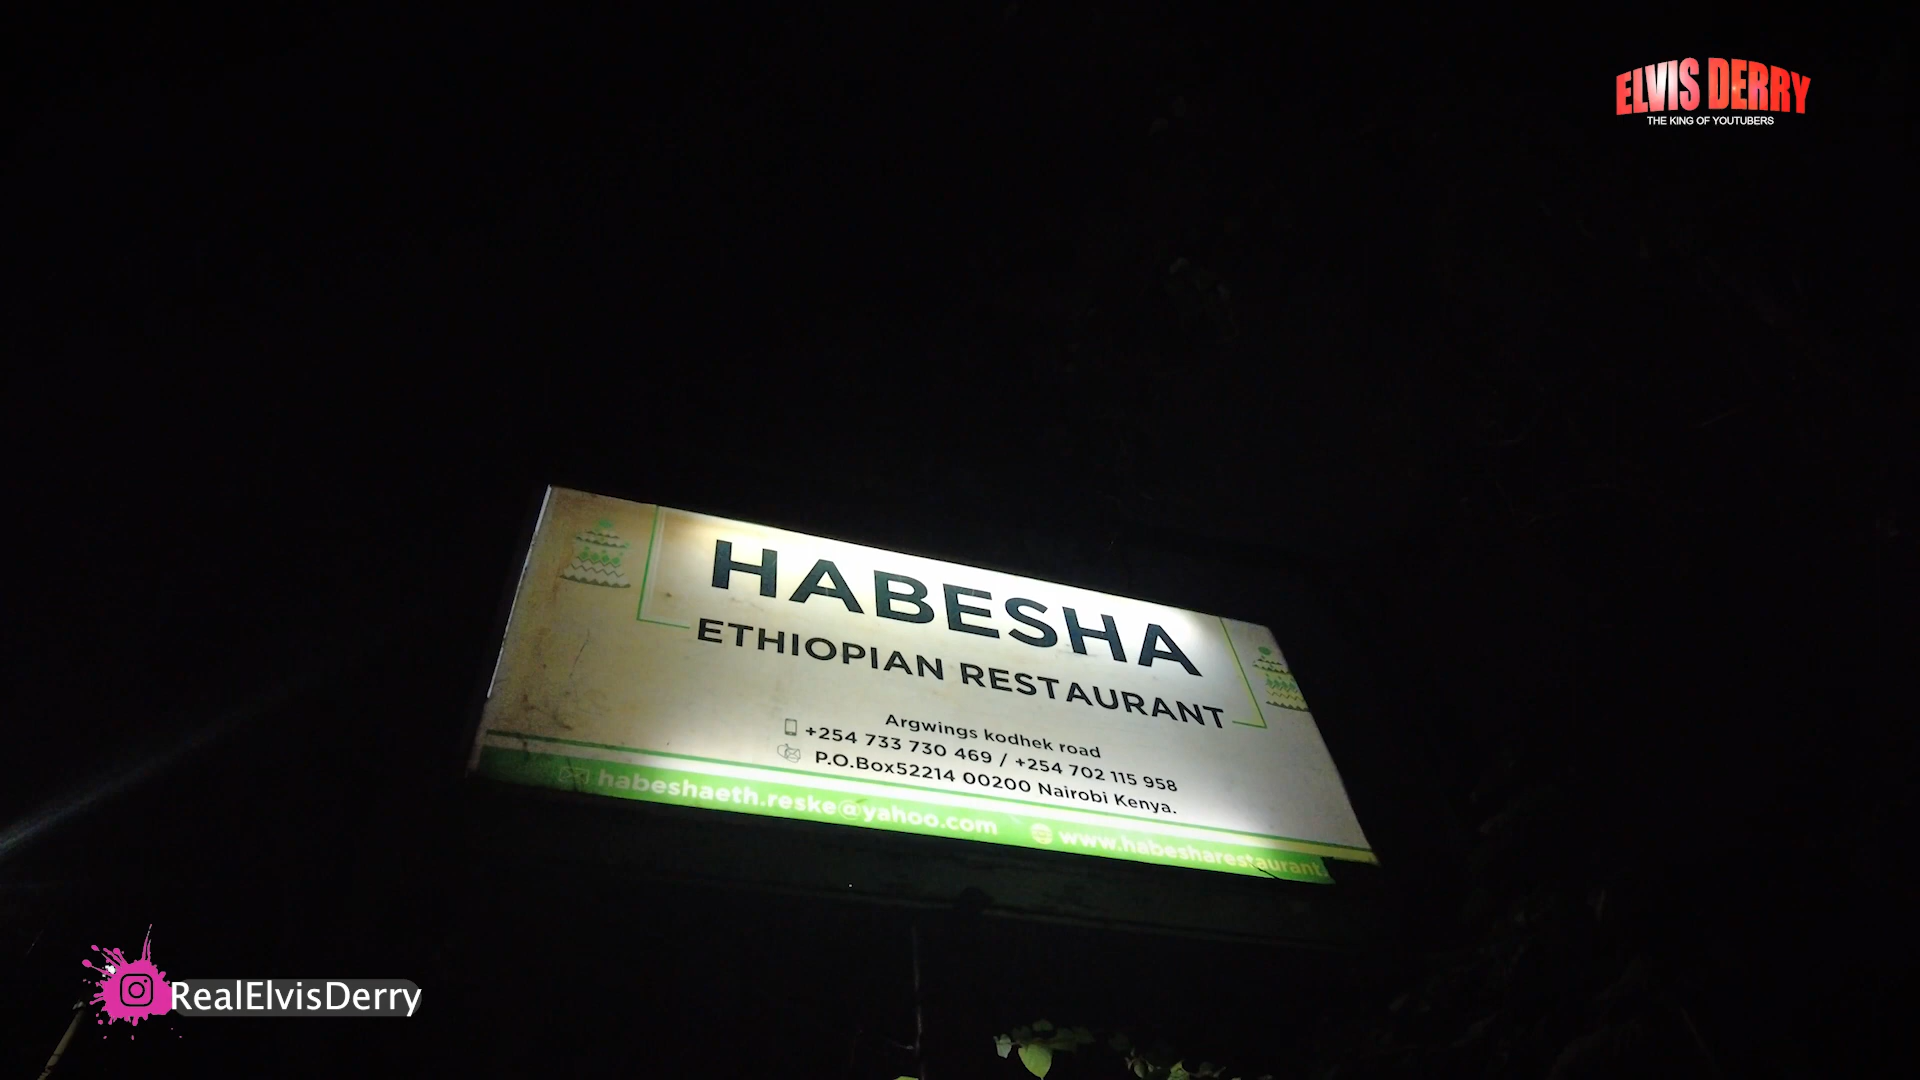 ELVIS DERRY
THE KING OF YOUTUBERS
HABESHA
ETHIOPIAN RESTAURANT
Argwings kodhek road
+254 733 730 469 / +254 702 115 958
P.O.Box52214 00200 Nairobi Kenya.
habeshaeth.reske@yahoo.com www.habesharestaurant.
RealElvisDerry